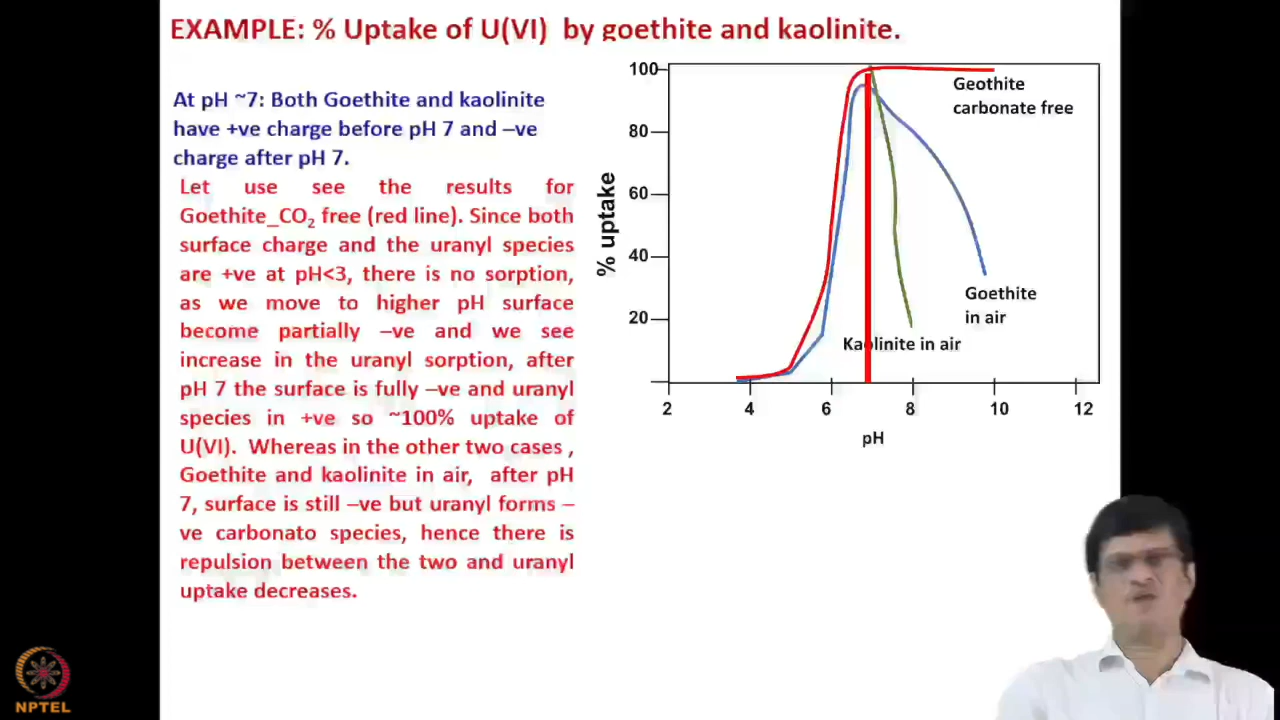 EXAMPLE: % Uptake of U(VI) by goethite and kaolinite.
At pH ~7: Both Goethite and kaolinite
have +ve charge before pH 7 and –ve
charge after pH 7.
Let use see the results for
Goethite_CO₂ free (red line). Since both
surface charge and the uranyl species
are +ve at pH<3, there is no sorption,
as we move to higher pH surface
become partially –ve and we see
increase in the uranyl sorption, after
pH 7 the surface is fully –ve and uranyl
species in +ve so ~100% uptake of
U(VI). Whereas in the other two cases ,
Goethite and kaolinite in air, after pH
7, surface is still –ve but uranyl forms –
ve carbonato species, hence there is
repulsion between the two and uranyl
uptake decreases.
% uptake
100
80
60
40
20
Geothite
carbonate free
Goethite
in air
Kaolinite in air
2 4 6 8 10 12
pH
NPTEL